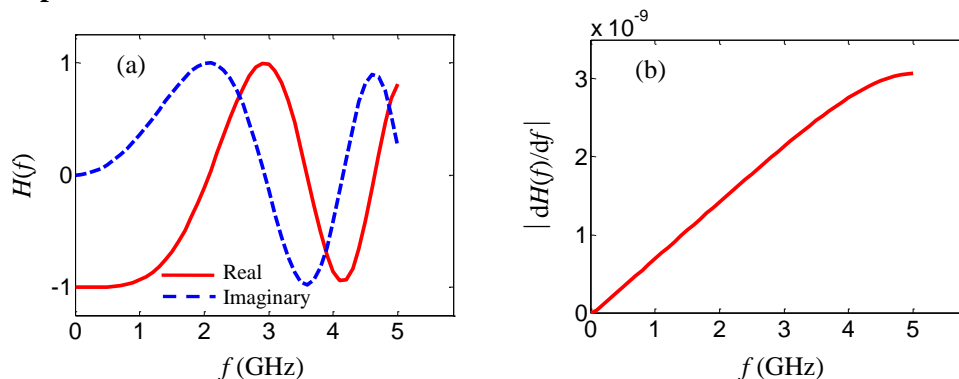 (a)
H(f)
1
0
-1
Real
Imaginary
0 1 2 3 4 5
f (GHz)
x 10^-9
(b)
| dH(f)/df |
3
2
1
0
0 1 2 3 4 5
f (GHz)